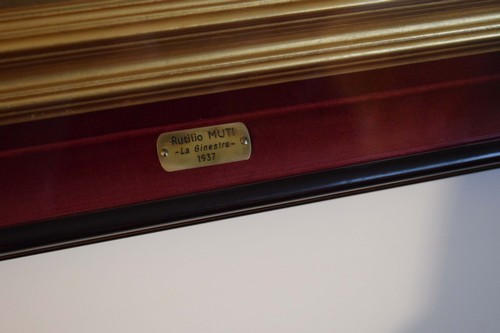 Rutilio MUTI
-La Ginestra-
1937